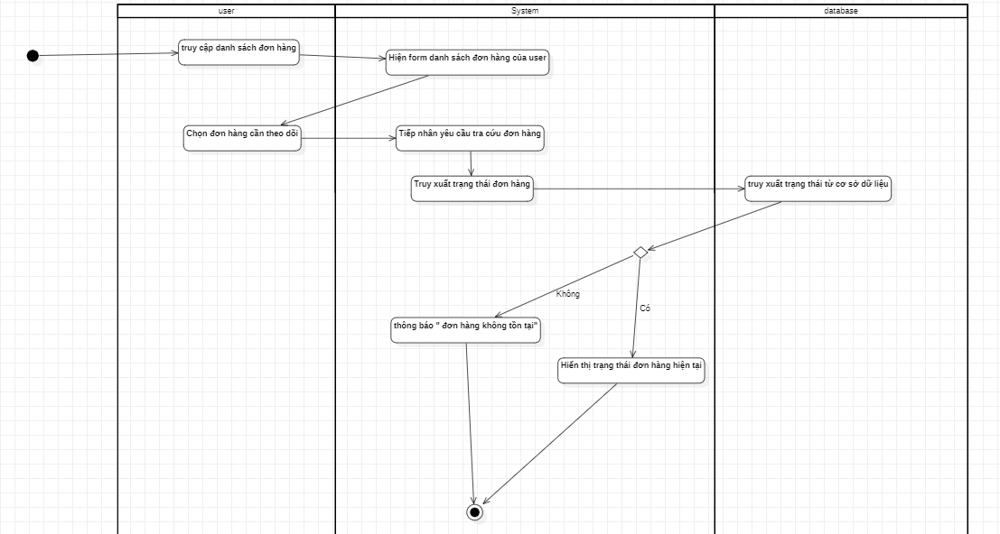 user
System
database
truy cập danh sách đơn hàng
Hiện form danh sách đơn hàng của user
Chọn đơn hàng cần theo dõi
Tiếp nhân yêu cầu tra cứu đơn hàng
Truy xuất trạng thái đơn hàng
truy xuất trạng thái từ cơ sở dữ liệu
Không
Có
thông báo " đơn hàng không tồn tại"
Hiển thị trạng thái đơn hàng hiện tại